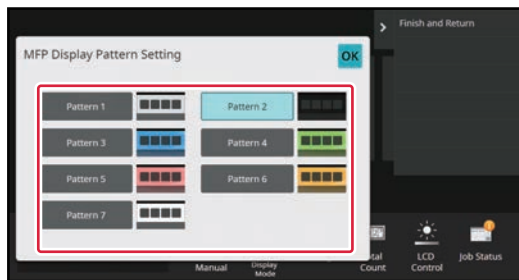 Finish and Return
MFP Display Pattern Setting
OK
Pattern 1
Pattern 2
Pattern 3
Pattern 4
Pattern 5
Pattern 6
Pattern 7
Manual
Display
Mode
Count
LCD
Control
Job Status